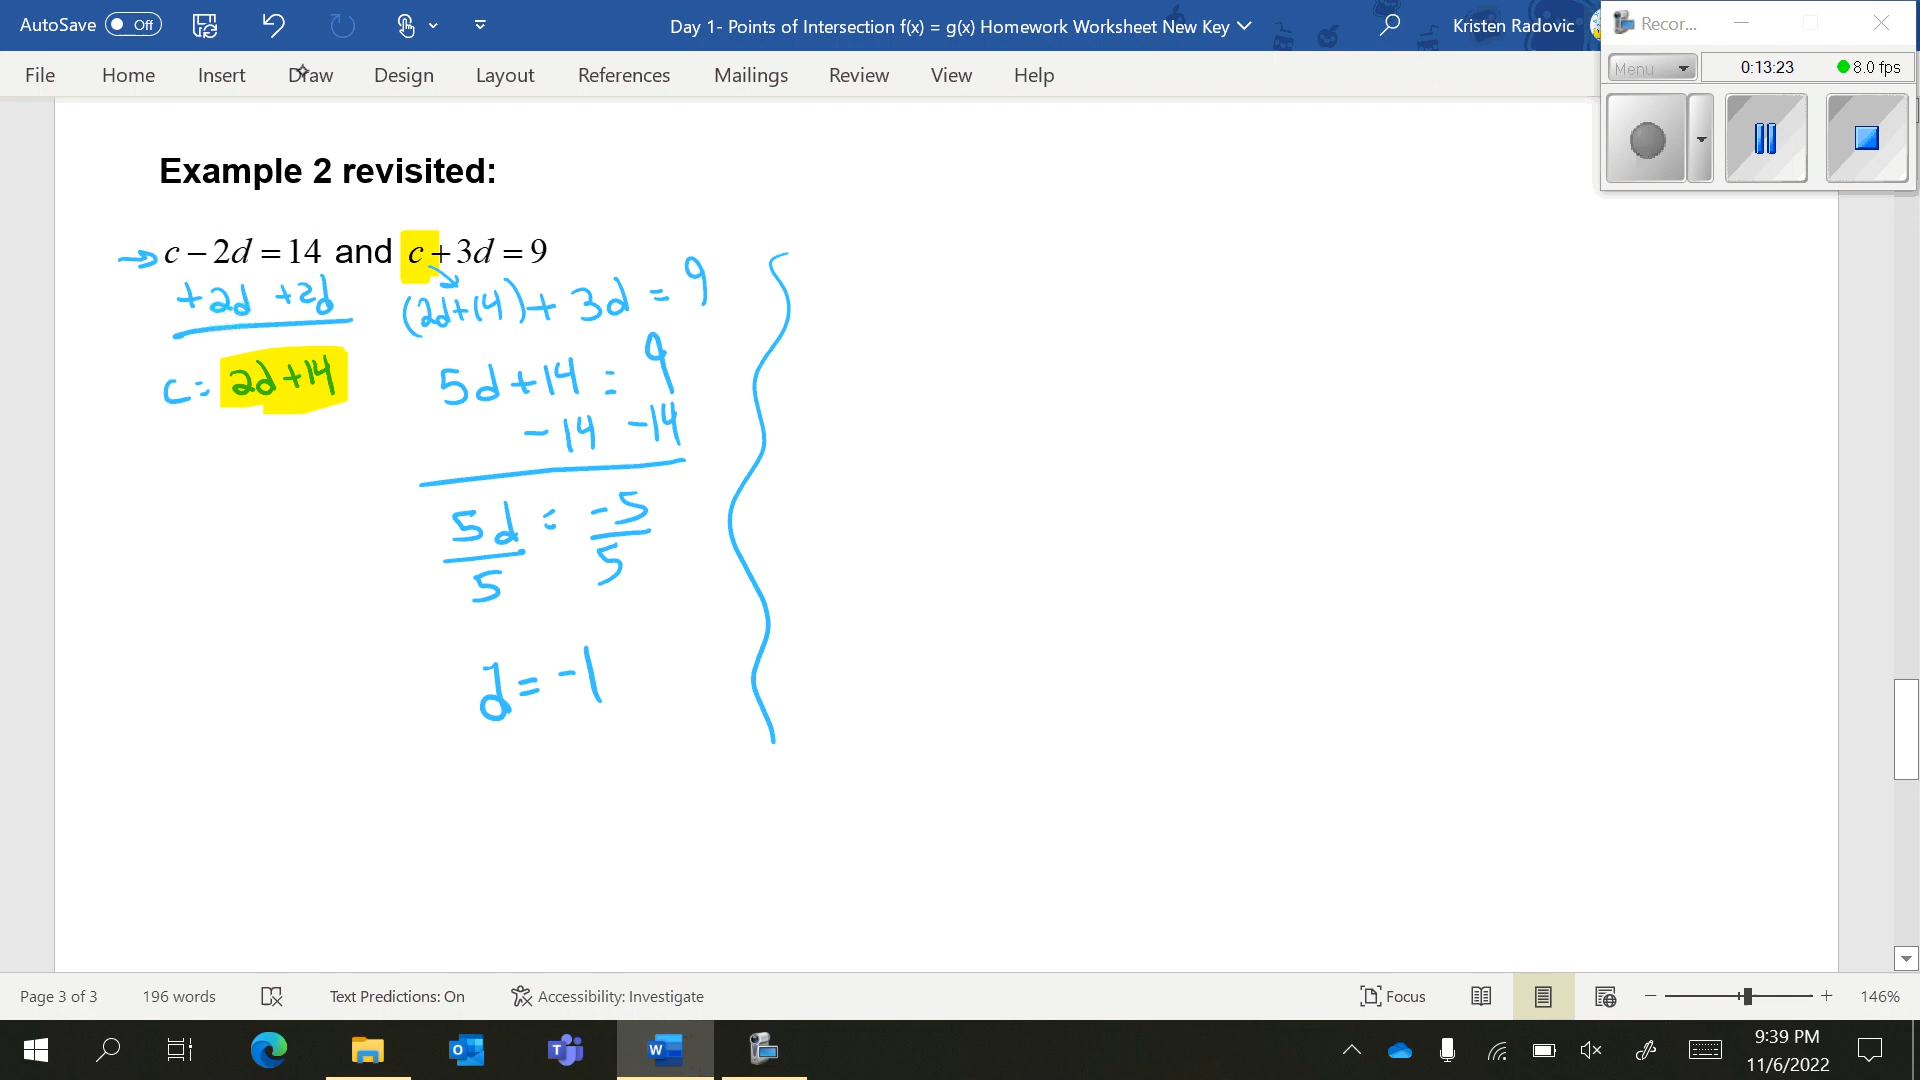 AutoSave Off
Day 1- Points of Intersection f(x) = g(x) Homework Worksheet New Key
Kristen Radovic
Recor...
File Home Insert Draw Design Layout References Mailings Review View Help
Menu 0:13:23 8.0 fps
Example 2 revisited:
c − 2d = 14 and c + 3d = 9
+2d +2d
(2d+14) + 3d = 9
c = 2d+14
5d+14 = 9
-14 -14
5d = -5
5 5
d = -1
Page 3 of 3 196 words Text Predictions: On Accessibility: Investigate Focus 146%
9:39 PM
11/6/2022